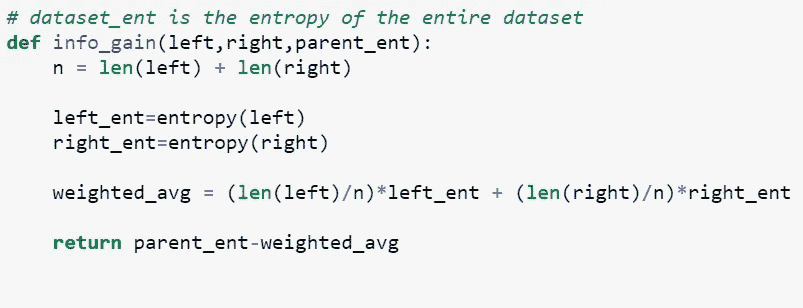 # dataset_ent is the entropy of the entire dataset
def info_gain(left,right,parent_ent):
    n = len(left) + len(right)
    left_ent=entropy(left)
    right_ent=entropy(right)
    weighted_avg = (len(left)/n)*left_ent + (len(right)/n)*right_ent
    return parent_ent-weighted_avg